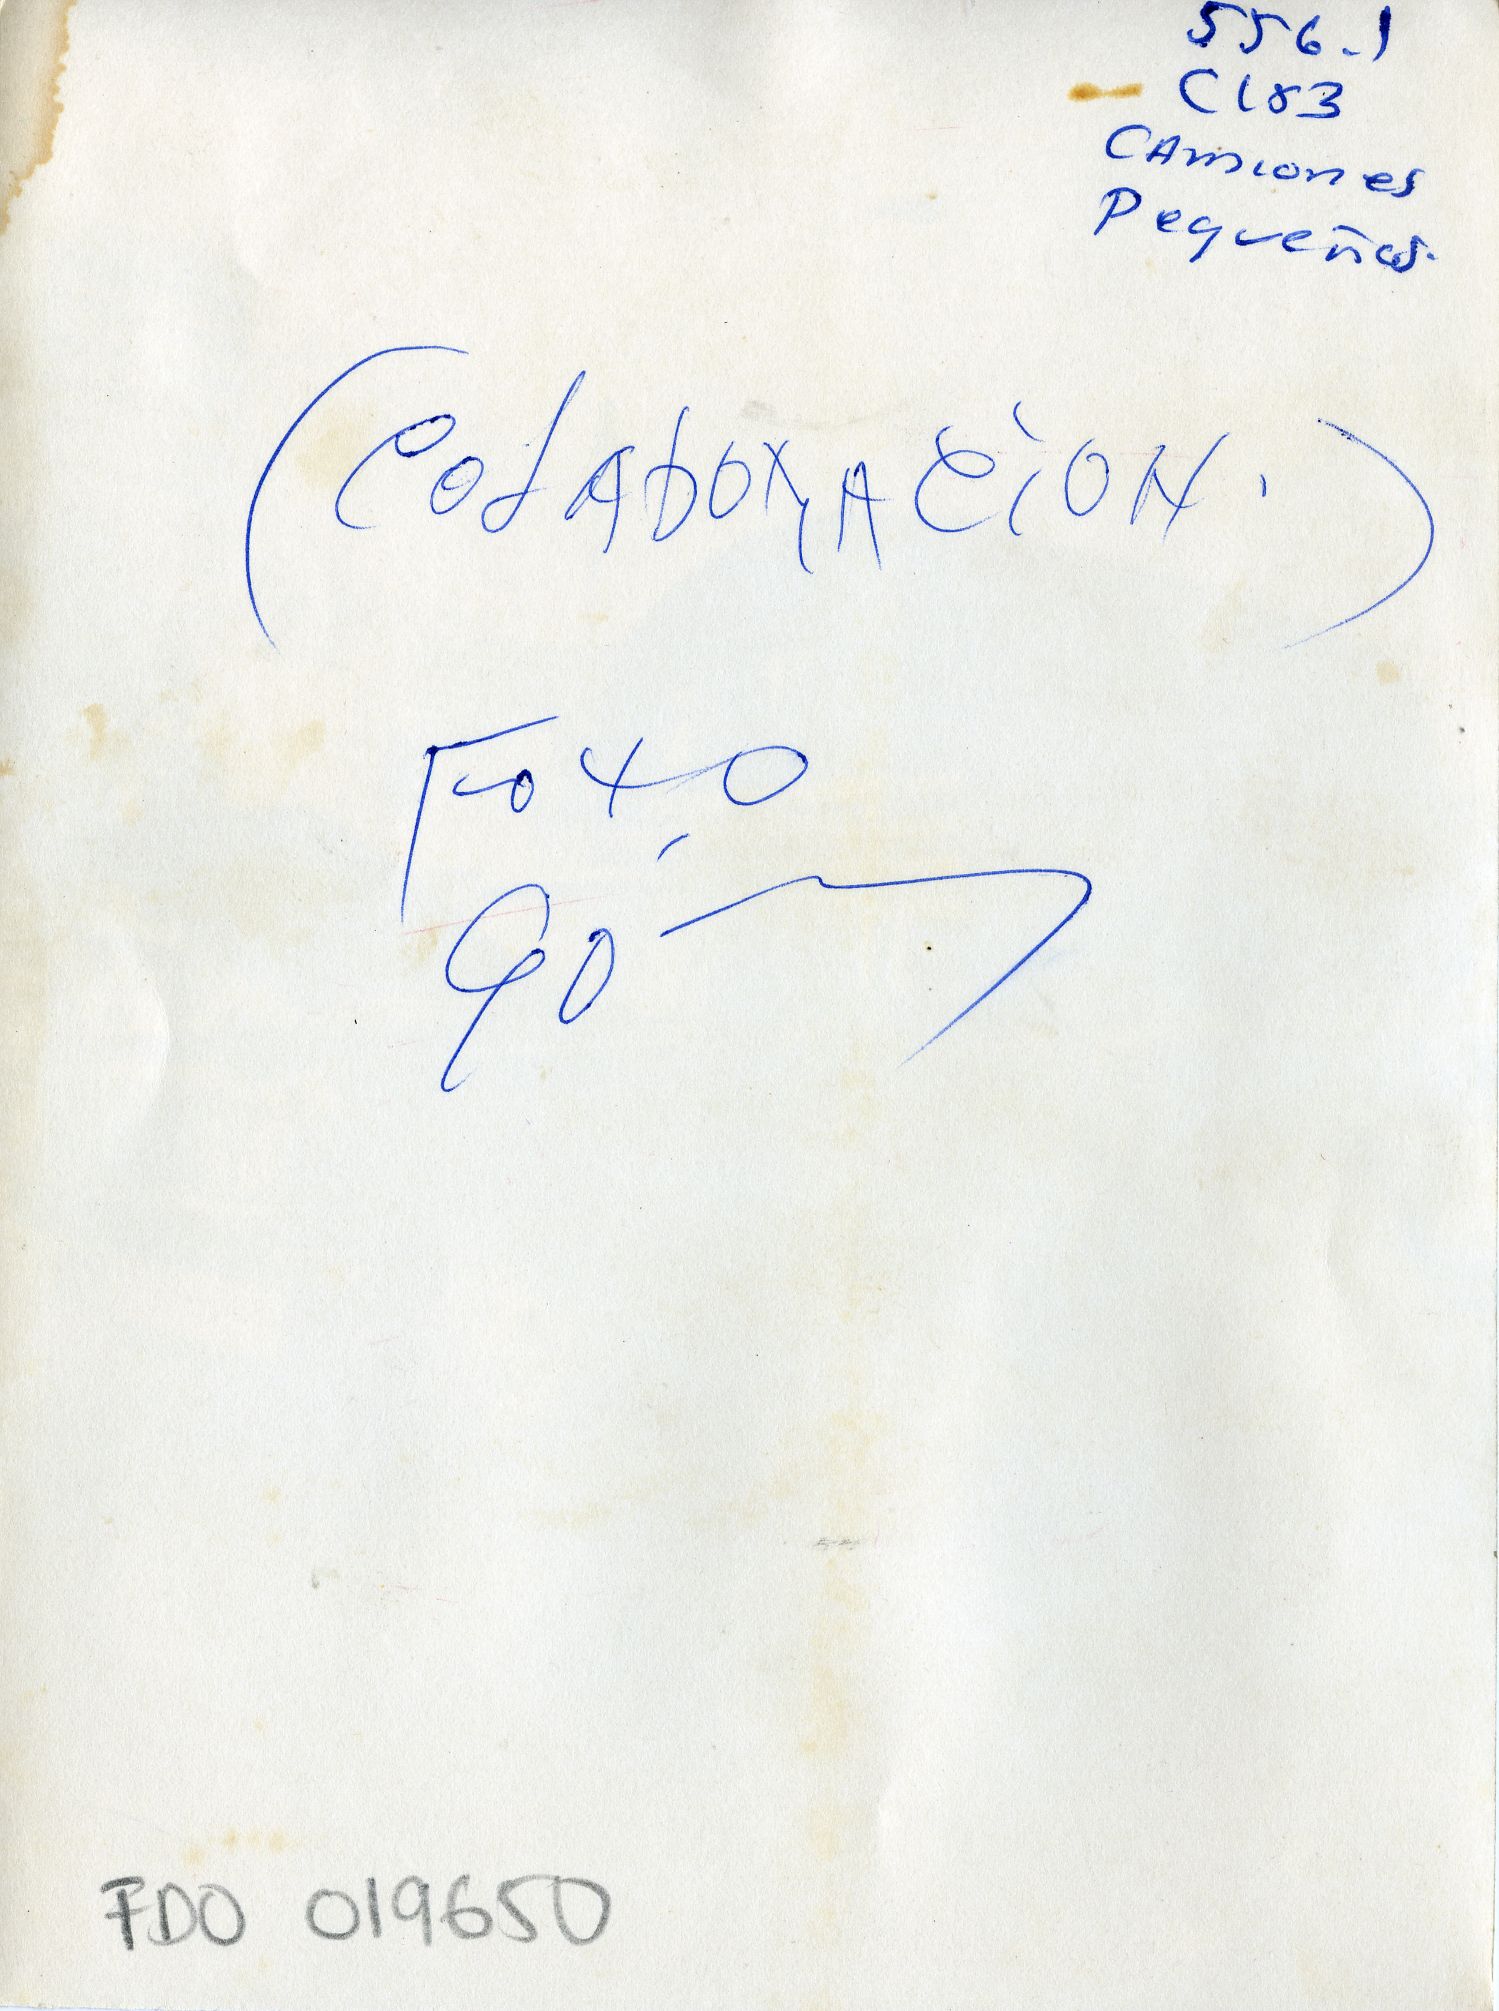 556-1
C183
CAmiones
Pequeños.
(COLAbORACiON.)
Foto
FDO 019650